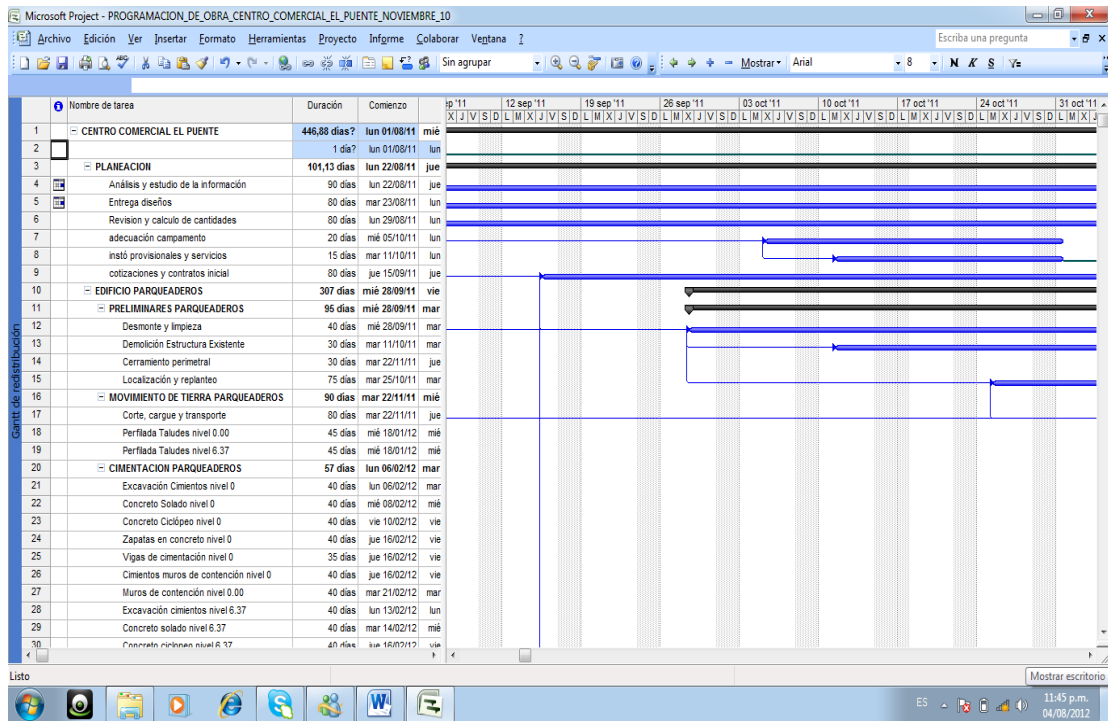 Microsoft Project - PROGRAMACION_DE_OBRA_CENTRO_COMERCIAL_EL_PUENTE_NOVIEMBRE_10
Archivo Edición Ver Insertar Formato Herramientas Proyecto Informe Colaborar Ventana ? Escriba una pregunta
Sin agrupar Mostrar Arial 8 N K S
Nombre de tarea Duración Comienzo ep '11 12 sep '11 19 sep '11 26 sep '11 03 oct '11 10 oct '11 17 oct '11 24 oct '11 31 oct '11
X J V S D L M X J V S D L M X J V S D L M X J V S D L M X J V S D L M X J V S D L M X J V S D L M X J V S D L M X J
1 CENTRO COMERCIAL EL PUENTE 446,88 días? lun 01/08/11 mié
2 1 día? lun 01/08/11 lun
3 PLANEACION 101,13 días lun 22/08/11 jue
4 Análisis y estudio de la información 90 días lun 22/08/11 jue
5 Entrega diseños 80 días mar 23/08/11 lun
6 Revision y calculo de cantidades 80 días lun 29/08/11 lun
7 adecuación campamento 20 días mié 05/10/11 lun
8 instó provisionales y servicios 15 días mar 11/10/11 lun
9 cotizaciones y contratos inicial 80 días jue 15/09/11 jue
10 EDIFICIO PARQUEADEROS 307 días mié 28/09/11 vie
11 PRELIMINARES PARQUEADEROS 95 días mié 28/09/11 mar
12 Desmonte y limpieza 40 días mié 28/09/11 mar
13 Demolición Estructura Existente 30 días mar 11/10/11 mar
14 Cerramiento perimetral 30 días mar 22/11/11 jue
15 Localización y replanteo 75 días mar 25/10/11 mar
16 MOVIMIENTO DE TIERRA PARQUEADEROS 90 días mar 22/11/11 mié
17 Corte, cargue y transporte 80 días mar 22/11/11 jue
18 Perfilada Taludes nivel 0.00 45 días mié 18/01/12 mié
19 Perfilada Taludes nivel 6.37 45 días mié 18/01/12 mié
20 CIMENTACION PARQUEADEROS 57 días lun 06/02/12 mar
21 Excavación Cimientos nivel 0 40 días lun 06/02/12 mar
22 Concreto Solado nivel 0 40 días mié 08/02/12 mié
23 Concreto Ciclópeo nivel 0 40 días vie 10/02/12 vie
24 Zapatas en concreto nivel 0 40 días jue 16/02/12 vie
25 Vigas de cimentación nivel 0 35 días jue 16/02/12 vie
26 Cimientos muros de contención nivel 0 40 días jue 16/02/12 vie
27 Muros de contención nivel 0.00 40 días mar 21/02/12 mar
28 Excavación cimientos nivel 6.37 40 días lun 13/02/12 lun
29 Concreto solado nivel 6.37 40 días mar 14/02/12 mié
30 Concreto ciclopeo nivel 6.37 40 días jue 16/02/12 vie
Gantt de redistribución
Listo
Mostrar escritorio
ES 11:45 p.m.
04/08/2012